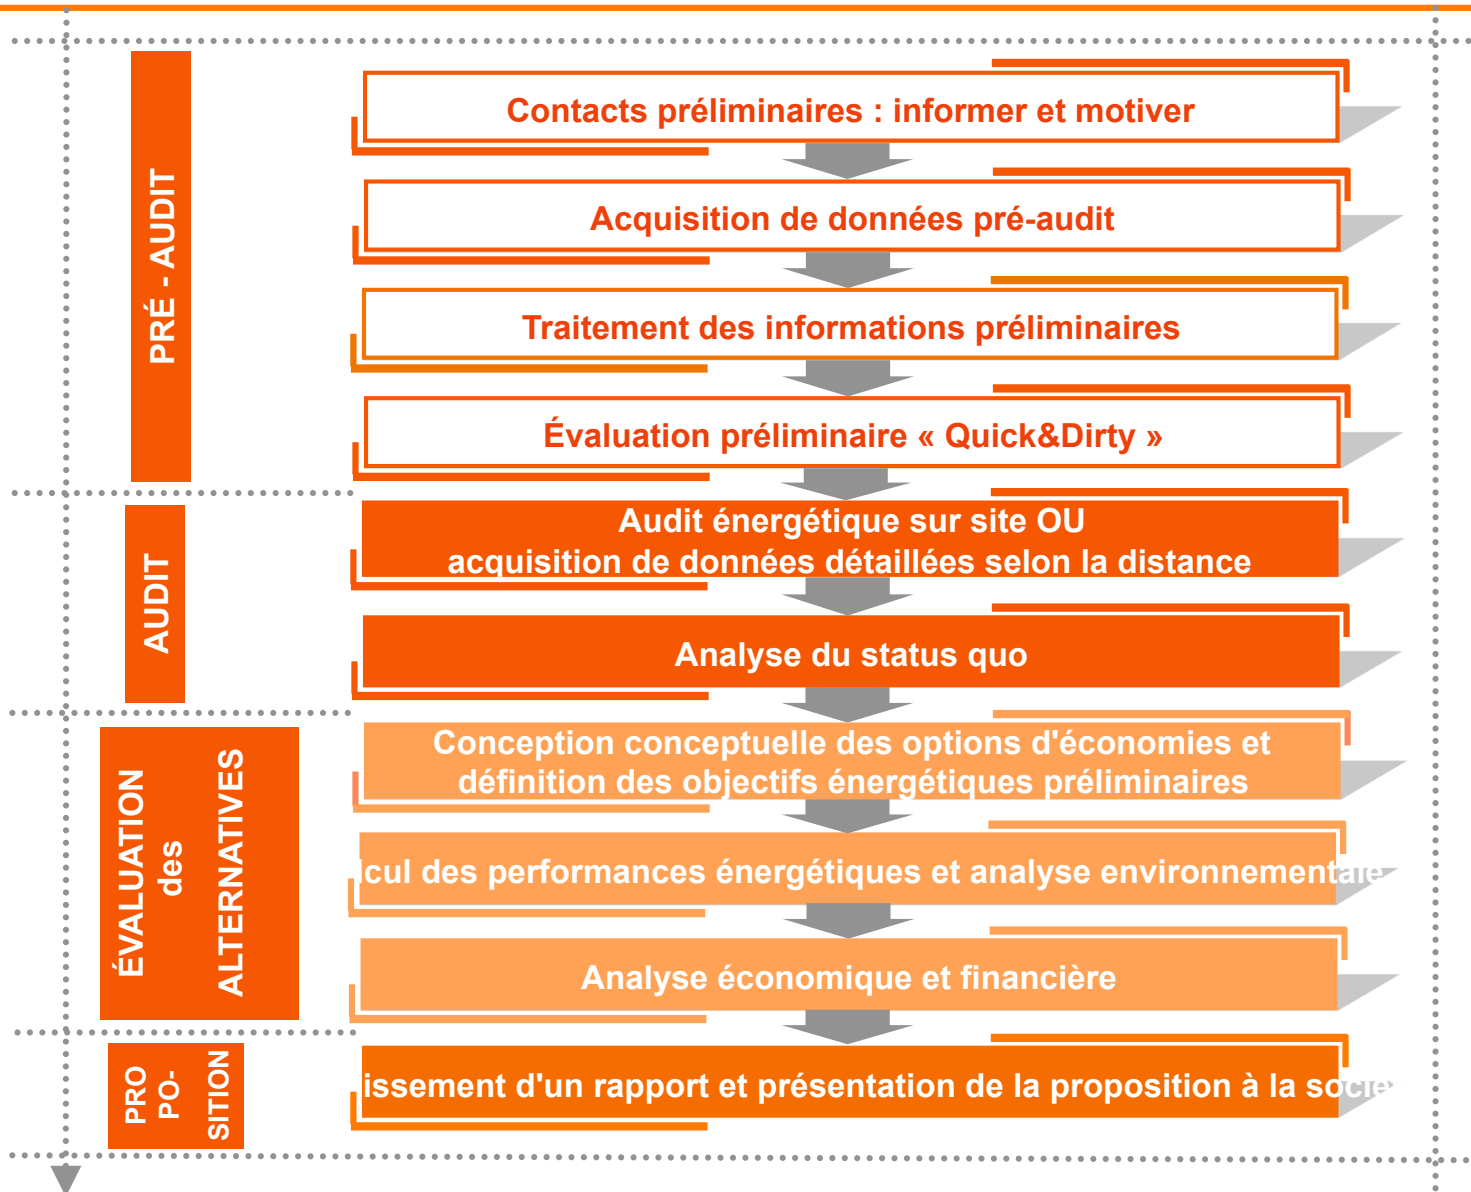 PRÉ - AUDIT
Contacts préliminaires : informer et motiver
Acquisition de données pré-audit
Traitement des informations préliminaires
Évaluation préliminaire « Quick&Dirty »
AUDIT
Audit énergétique sur site OU
acquisition de données détaillées selon la distance
Analyse du status quo
ÉVALUATION
des
ALTERNATIVES
Conception conceptuelle des options d'économies et
définition des objectifs énergétiques préliminaires
lcul des performances énergétiques et analyse environnementale
Analyse économique et financière
PRO
PO-
SITION
issement d'un rapport et présentation de la proposition à la socié